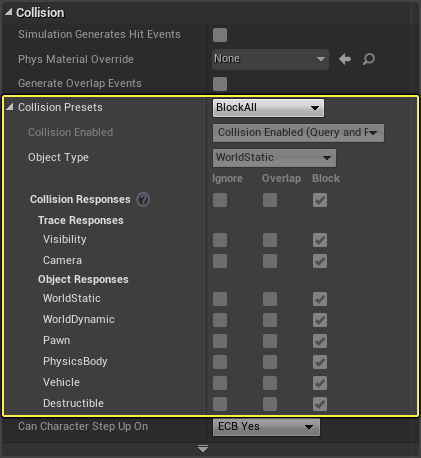 Collision
Simulation Generates Hit Events
Phys Material Override None
Generate Overlap Events
Collision Presets BlockAll
Collision Enabled Collision Enabled (Query and P
Object Type WorldStatic
Ignore Overlap Block
Collision Responses ?
Trace Responses
Visibility
Camera
Object Responses
WorldStatic
WorldDynamic
Pawn
PhysicsBody
Vehicle
Destructible
Can Character Step Up On ECB Yes